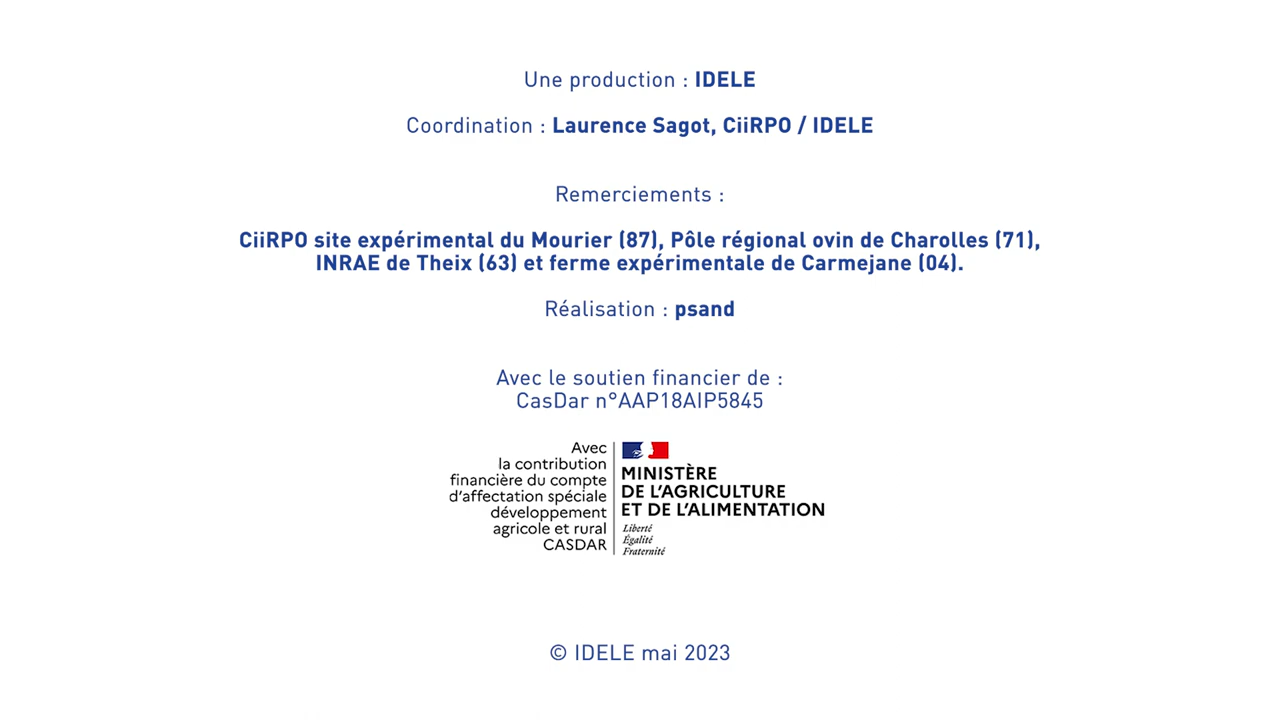 Une production : IDELE
Coordination : Laurence Sagot, CiiRPO / IDELE
Remerciements :
CiiRPO site expérimental du Mourier (87), Pôle régional ovin de Charolles (71),
INRAE de Theix (63) et ferme expérimentale de Carmejane (04).
Réalisation : psand
Avec le soutien financier de :
CasDar n°AAP18AIP5845
Avec
la contribution
financière du compte
d'affectation spéciale
développement
agricole et rural
CASDAR
MINISTÈRE
DE L'AGRICULTURE
ET DE L'ALIMENTATION
Liberté
Égalité
Fraternité
© IDELE mai 2023